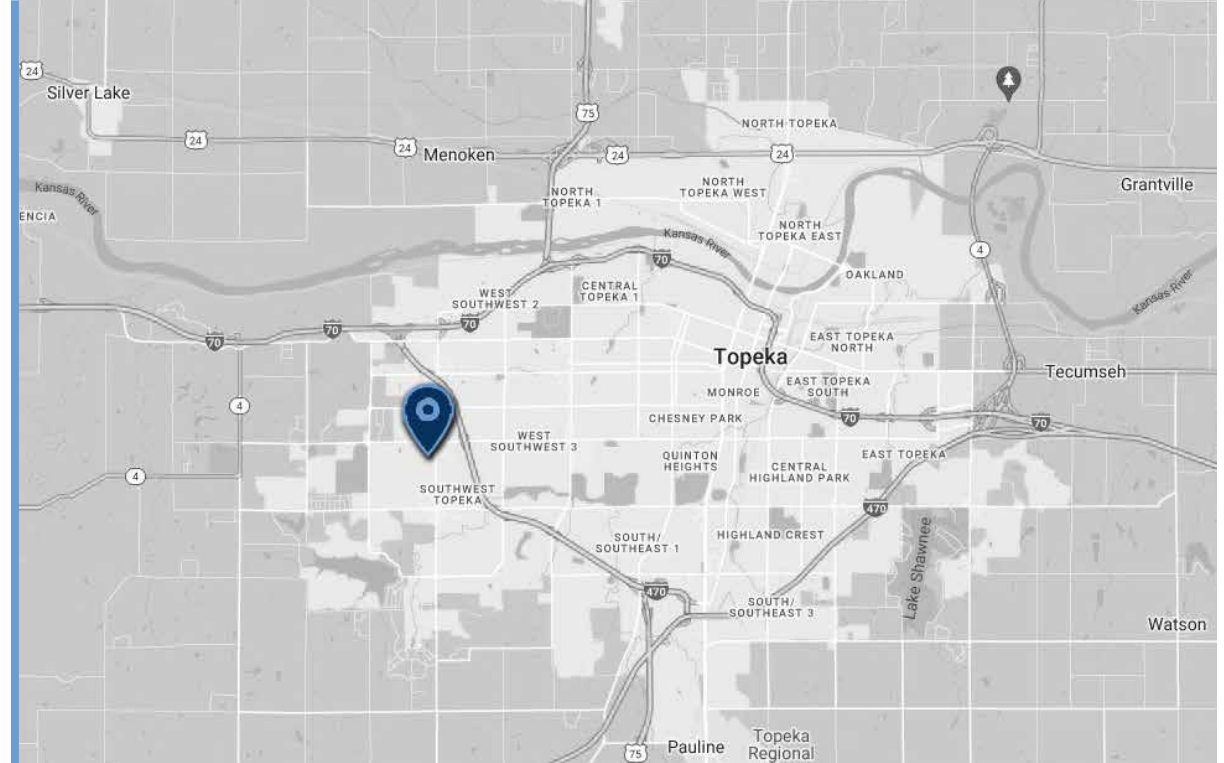 24
Silver Lake
75
NORTH TOPEKA
24
24
Menoken
24
24
Grantville
Kansas River
NORTH
TOPEKA 1
NORTH
TOPEKA WEST
ENCIA
NORTH
TOPEKA EAST
Kansas River
4
70
OAKLAND
Kansas River
WEST
SOUTHWEST 2
CENTRAL
TOPEKA 1
70
70
70
EAST TOPEKA
NORTH
Topeka
Tecumseh
MONROE
EAST TOPEKA
SOUTH
4
CHESNEY PARK
70
70
WEST
SOUTHWEST 3
QUINTON
HEIGHTS
EAST TOPEKA
CENTRAL
HIGHLAND PARK
4
SOUTHWEST
TOPEKA
470
SOUTH/
SOUTHEAST 1
HIGHLAND CREST
Lake Shawnee
470
SOUTH/
SOUTHEAST 3
Watson
75
Pauline
Topeka
Regional